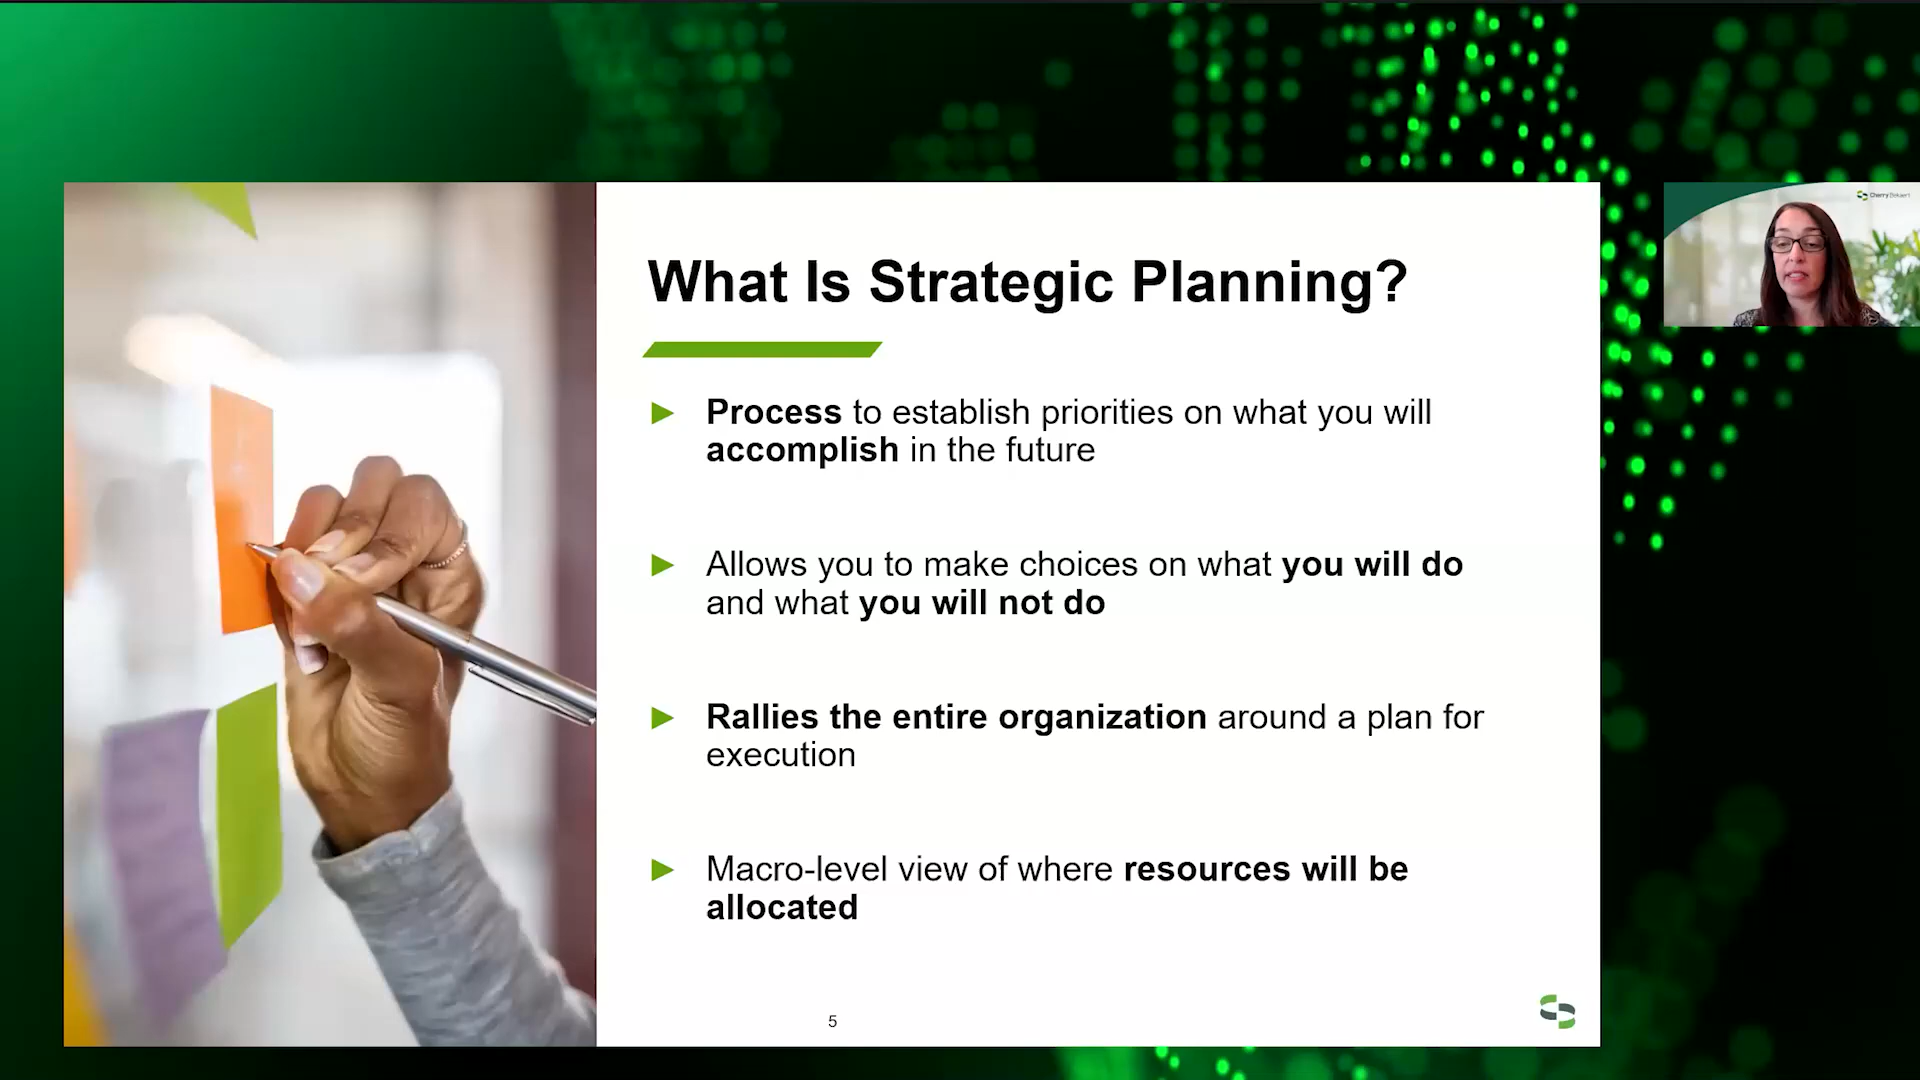 What Is Strategic Planning?
► Process to establish priorities on what you will
accomplish in the future
► Allows you to make choices on what you will do
and what you will not do
► Rallies the entire organization around a plan for
execution
► Macro-level view of where resources will be
allocated
5
Cherry Bekaert